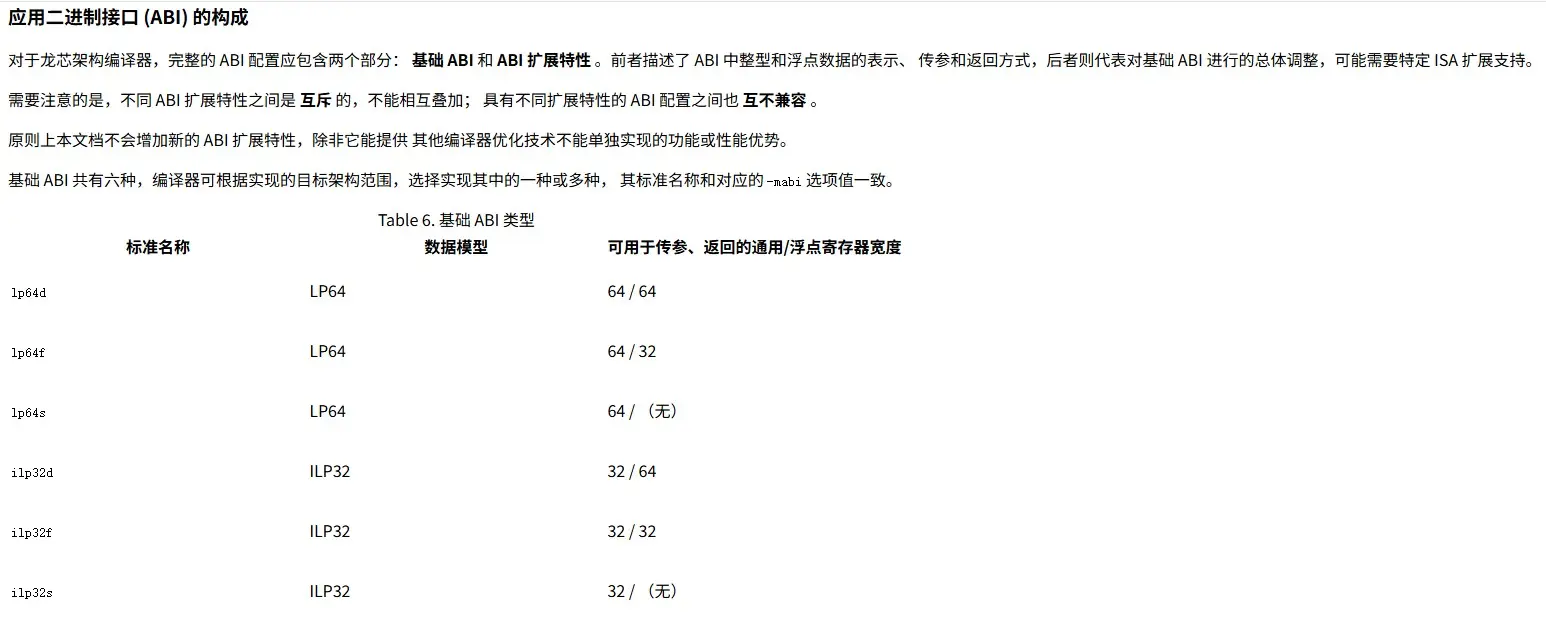 应用二进制接口 (ABI) 的构成
对于龙芯架构编译器，完整的 ABI 配置应包含两个部分： 基础 ABI 和 ABI 扩展特性 。前者描述了 ABI 中整型和浮点数据的表示、 传参和返回方式，后者则代表对基础 ABI 进行的总体调整，可能需要特定 ISA 扩展支持。
需要注意的是，不同 ABI 扩展特性之间是 互斥 的，不能相互叠加； 具有不同扩展特性的 ABI 配置之间也 互不兼容 。
原则上本文档不会增加新的 ABI 扩展特性，除非它能提供 其他编译器优化技术不能单独实现的功能或性能优势。
基础 ABI 共有六种，编译器可根据实现的目标架构范围，选择实现其中的一种或多种， 其标准名称和对应的 -mabi 选项值一致。
Table 6. 基础 ABI 类型
标准名称 数据模型 可用于传参、返回的通用/浮点寄存器宽度
lp64d LP64 64 / 64
lp64f LP64 64 / 32
lp64s LP64 64 / （无）
ilp32d ILP32 32 / 64
ilp32f ILP32 32 / 32
ilp32s ILP32 32 / （无）